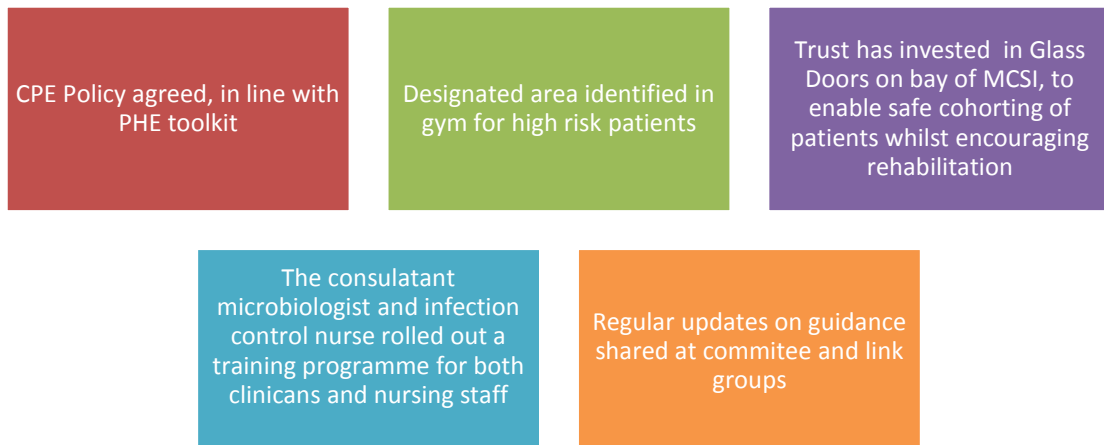 CPE Policy agreed, in line with
PHE toolkit
Designated area identified in
gym for high risk patients
Trust has invested  in Glass
Doors on bay of MCSI, to
enable safe cohorting of
patients whilst encouraging
rehabilitation
The consulatant
microbiologist and infection
control nurse rolled out a
training programme for both
clinicans and nursing staff
Regular updates on guidance
shared at commitee and link
groups